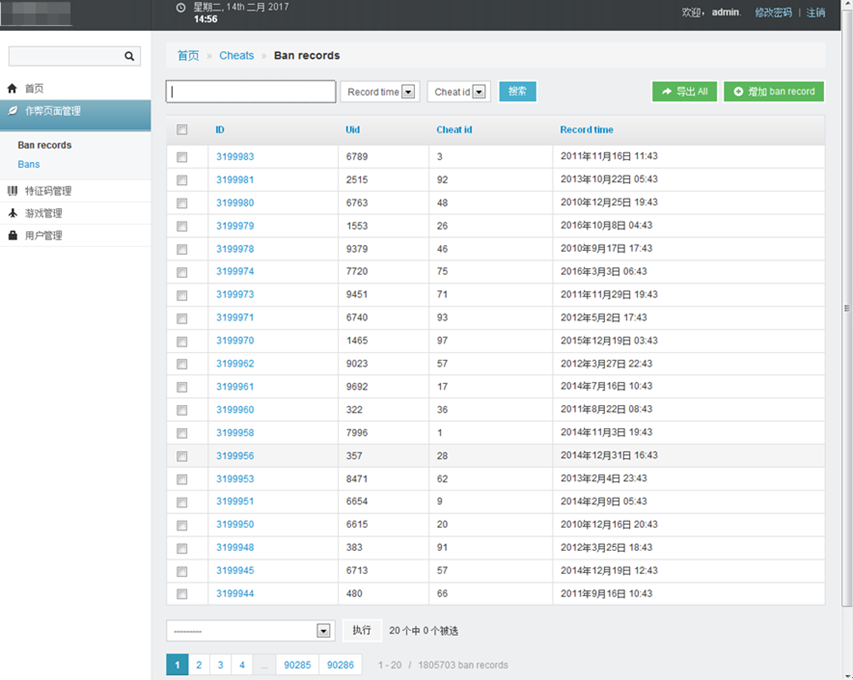 星期二, 14th 二月 2017
14:56
欢迎, admin. 修改密码 | 注销
首页
作弊页面管理
Ban records
Bans
特征码管理
游戏管理
用户管理
首页 » Cheats » Ban records
Record time Cheat id 搜索 导出 All 增加 ban record
ID Uid Cheat id Record time
3199983 6789 3 2011年11月16日 11:43
3199981 2515 92 2013年10月22日 05:43
3199980 6763 48 2010年12月25日 19:43
3199979 1553 26 2016年10月8日 04:43
3199978 9379 46 2010年9月17日 17:43
3199974 7720 75 2016年3月3日 06:43
3199973 9451 71 2011年11月29日 19:43
3199971 6740 93 2012年5月2日 17:43
3199970 1465 97 2015年12月19日 03:43
3199962 9023 57 2012年3月27日 22:43
3199961 9692 17 2014年7月16日 10:43
3199960 322 36 2011年8月22日 08:43
3199958 7996 1 2014年11月3日 19:43
3199956 357 28 2014年12月31日 16:43
3199953 8471 62 2013年2月4日 23:43
3199951 6654 9 2014年2月9日 05:43
3199950 6615 20 2010年12月16日 20:43
3199948 383 91 2012年3月25日 18:43
3199945 6713 57 2014年12月19日 12:43
3199944 480 66 2011年9月16日 10:43
--------- 执行 20 个中 0 个被选
1 2 3 4 ... 90285 90286 1 - 20 / 1805703 ban records